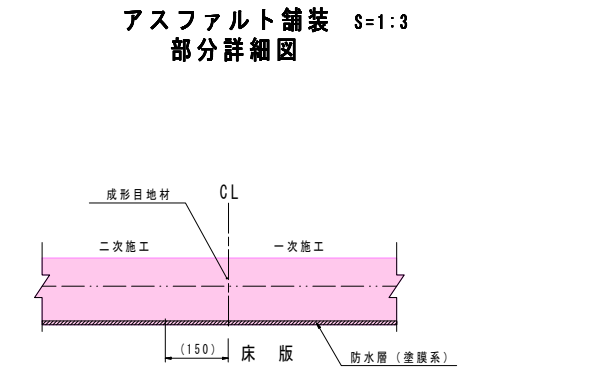 アスファルト舗装 S=1:3
部分詳細図
成形目地材
CL
二次施工
一次施工
(150)
床 版
防水層(塗膜系)